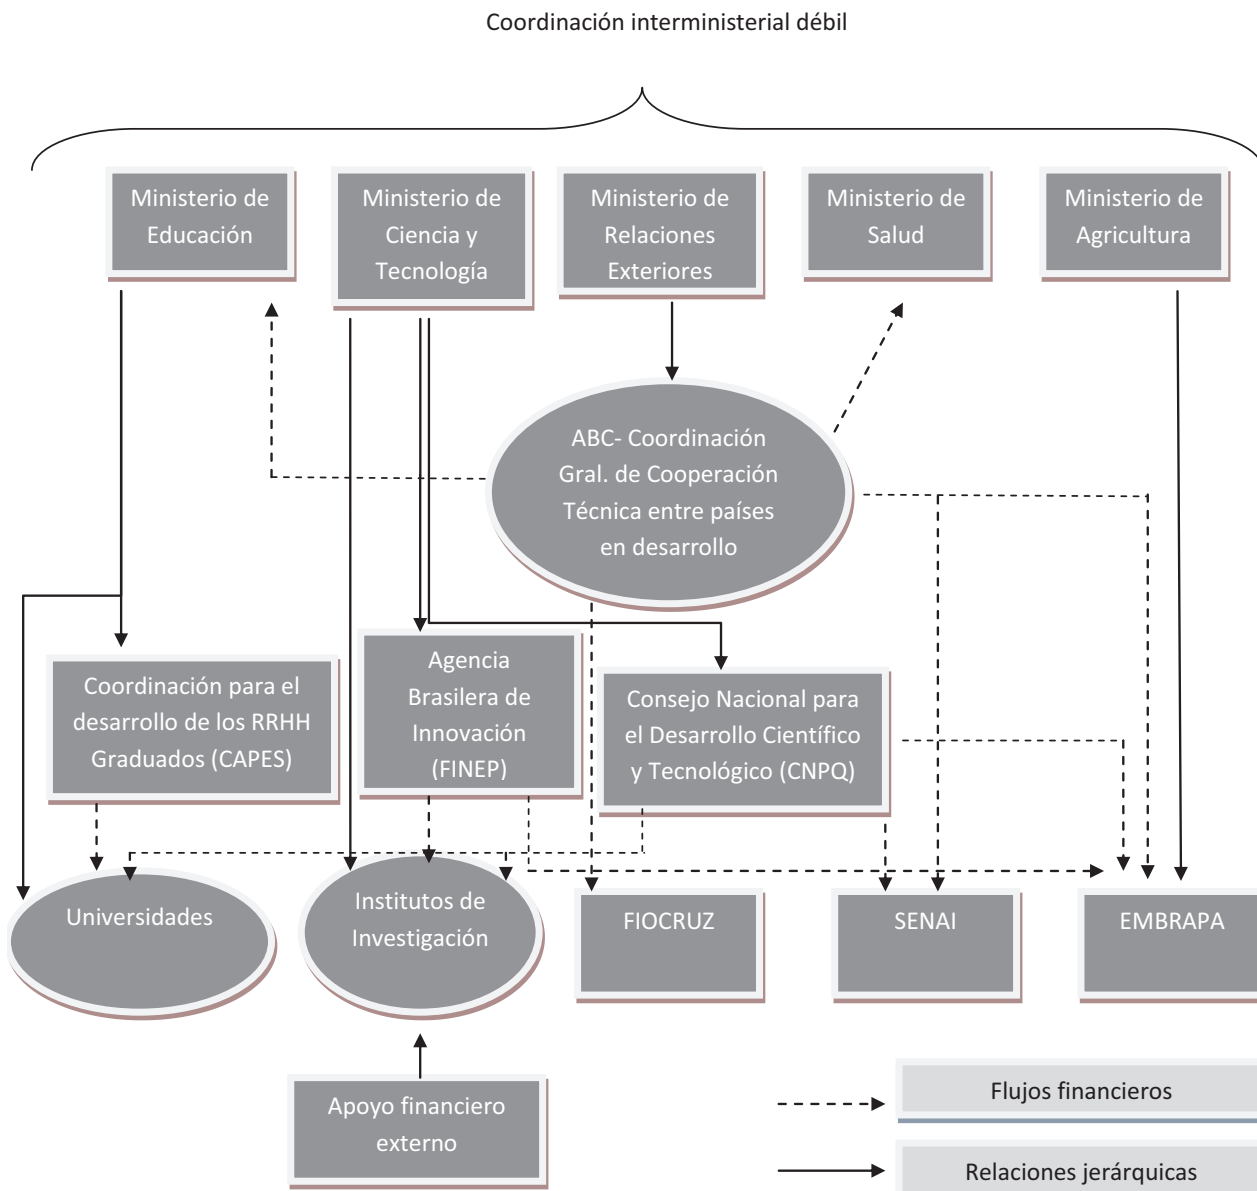 Coordinación interministerial débil
Ministerio de
Educación
Ministerio de
Ciencia y
Tecnología
Ministerio de
Relaciones
Exteriores
Ministerio de
Salud
Ministerio de
Agricultura
ABC- Coordinación
Gral. de Cooperación
Técnica entre países
en desarrollo
Coordinación para el
desarrollo de los RRHH
Graduados (CAPES)
Agencia
Brasilera de
Innovación
(FINEP)
Consejo Nacional para
el Desarrollo Científico
y Tecnológico (CNPQ)
Universidades
Institutos de
Investigación
FIOCRUZ
SENAI
EMBRAPA
Apoyo financiero
externo
Flujos financieros
Relaciones jerárquicas